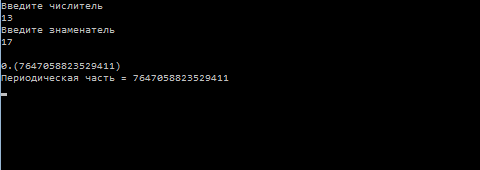 Введите числитель
13
Введите знаменатель
17
0.(7647058823529411)
Периодическая часть = 7647058823529411